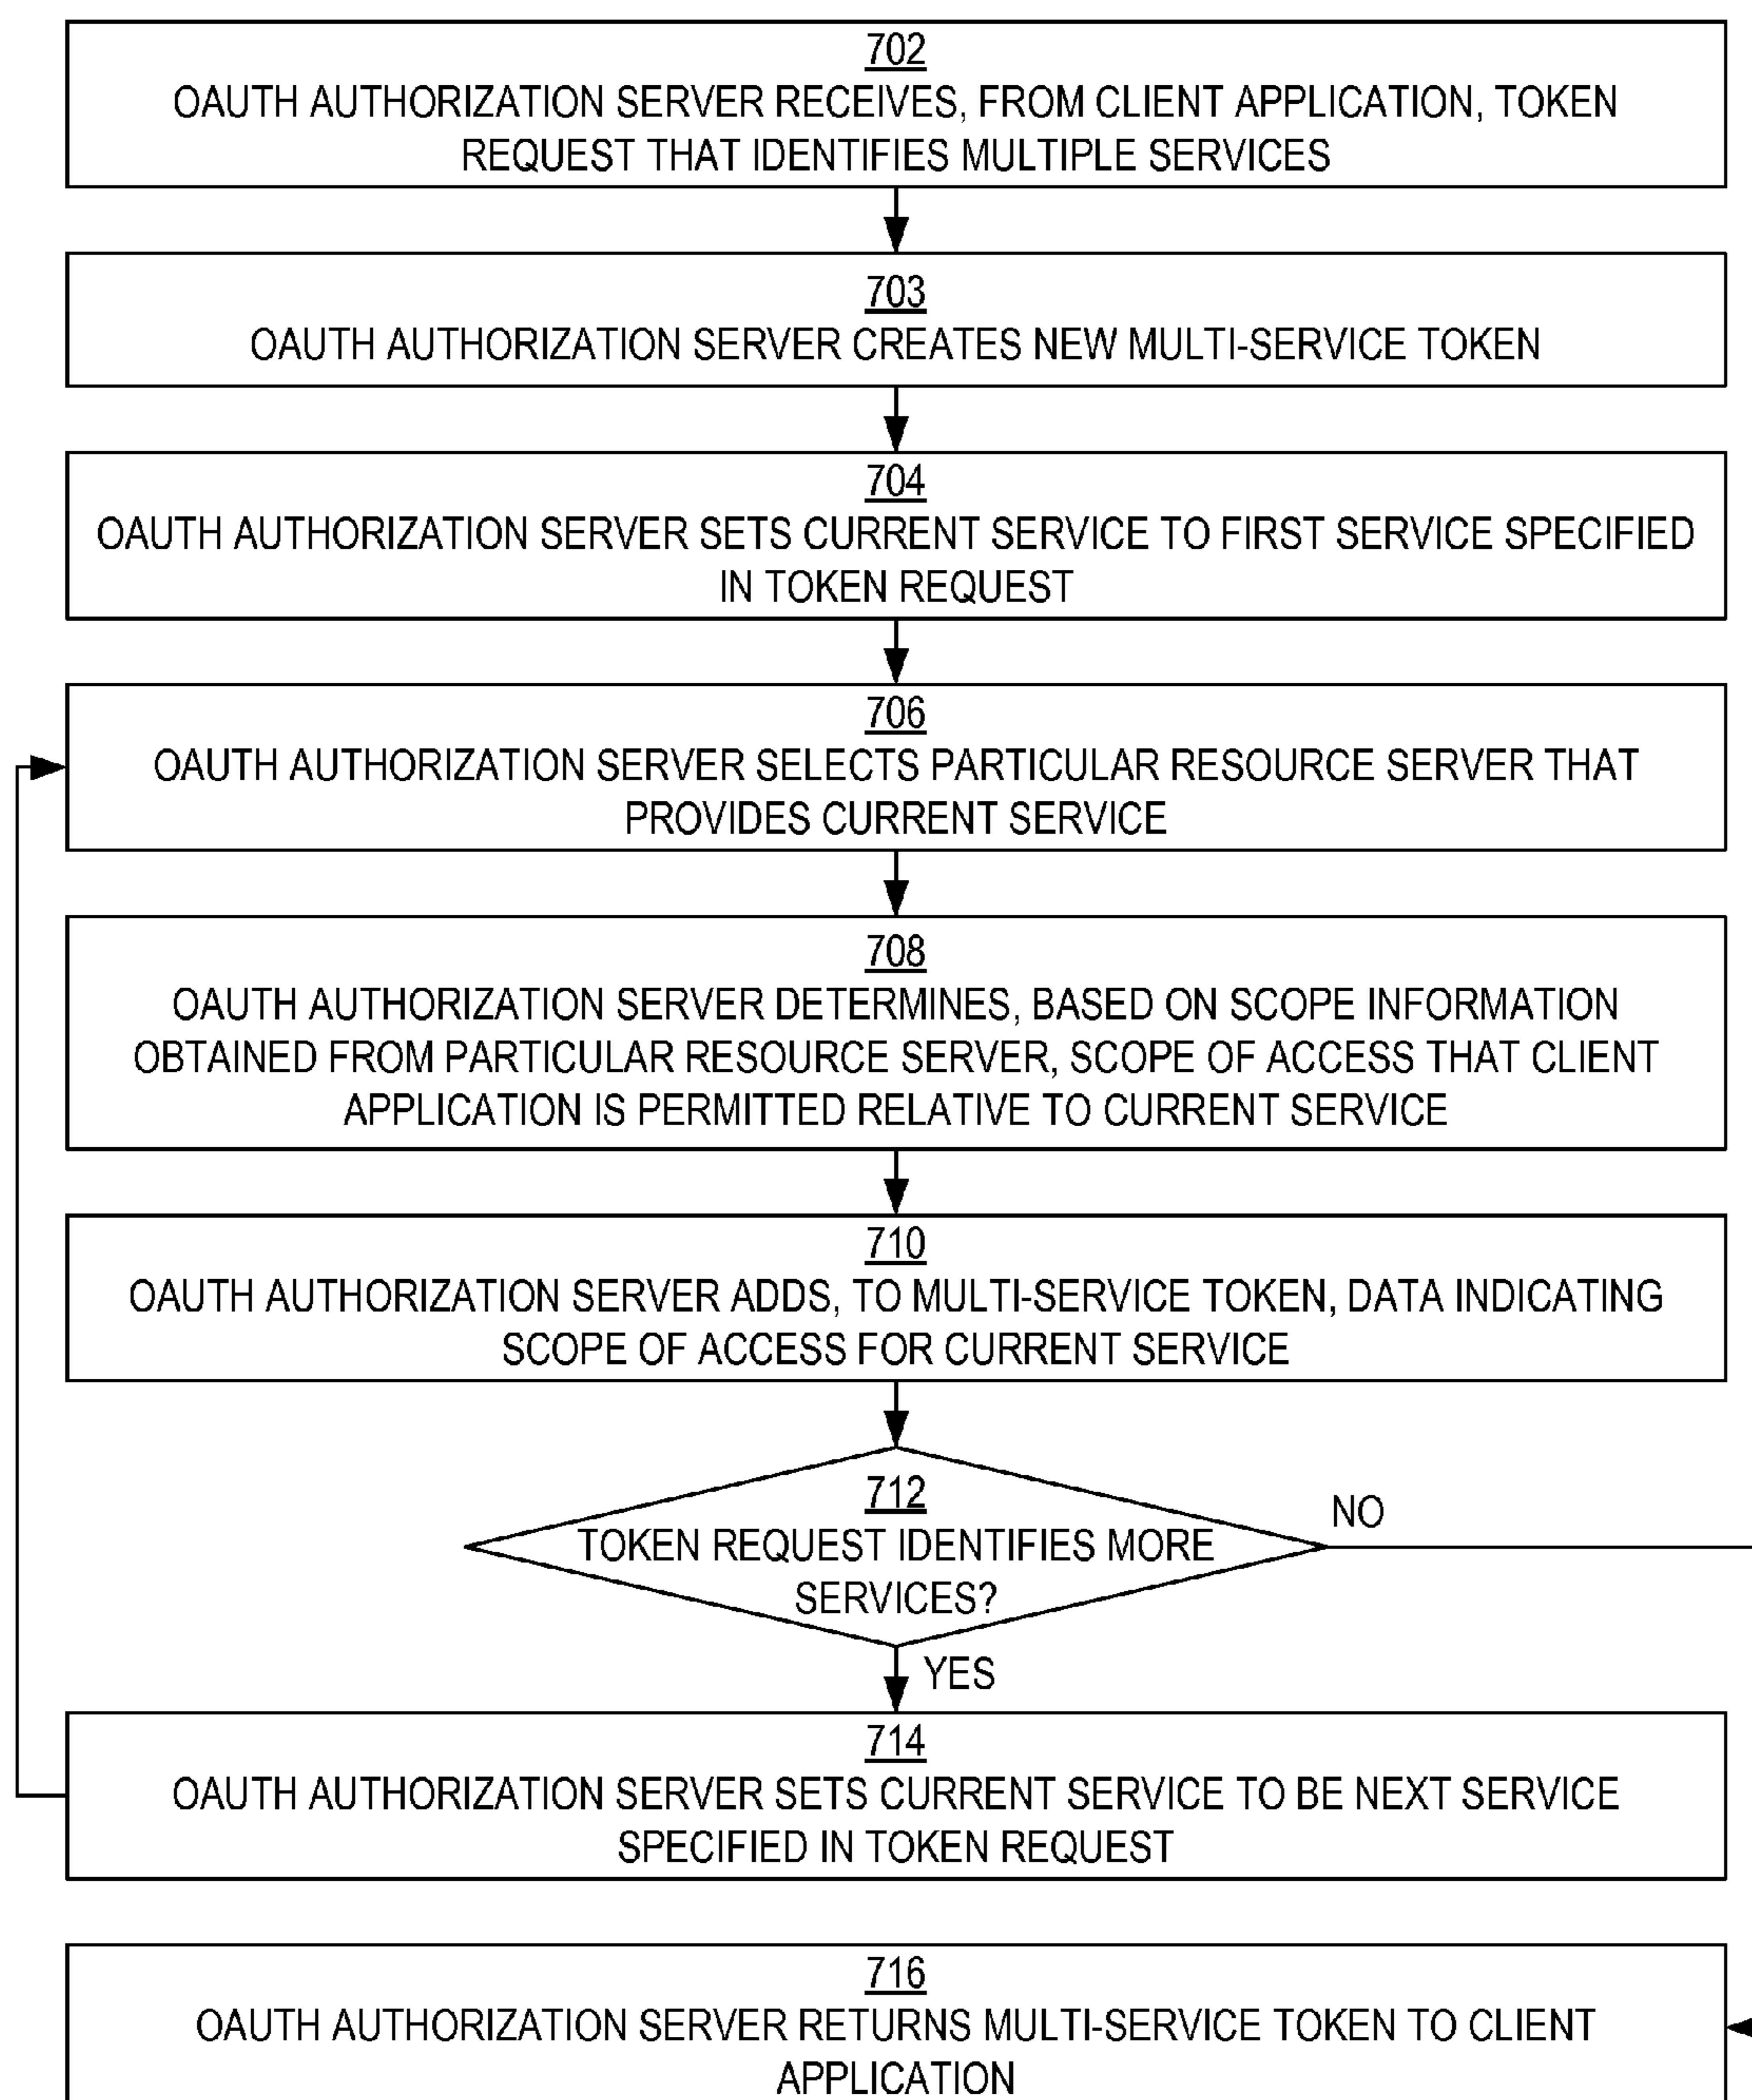 702
OAUTH AUTHORIZATION SERVER RECEIVES, FROM CLIENT APPLICATION, TOKEN
REQUEST THAT IDENTIFIES MULTIPLE SERVICES
703
OAUTH AUTHORIZATION SERVER CREATES NEW MULTI-SERVICE TOKEN
704
OAUTH AUTHORIZATION SERVER SETS CURRENT SERVICE TO FIRST SERVICE SPECIFIED
IN TOKEN REQUEST
706
OAUTH AUTHORIZATION SERVER SELECTS PARTICULAR RESOURCE SERVER THAT
PROVIDES CURRENT SERVICE
708
OAUTH AUTHORIZATION SERVER DETERMINES, BASED ON SCOPE INFORMATION
OBTAINED FROM PARTICULAR RESOURCE SERVER, SCOPE OF ACCESS THAT CLIENT
APPLICATION IS PERMITTED RELATIVE TO CURRENT SERVICE
710
OAUTH AUTHORIZATION SERVER ADDS, TO MULTI-SERVICE TOKEN, DATA INDICATING
SCOPE OF ACCESS FOR CURRENT SERVICE
712
TOKEN REQUEST IDENTIFIES MORE
SERVICES?
NO
YES
714
OAUTH AUTHORIZATION SERVER SETS CURRENT SERVICE TO BE NEXT SERVICE
SPECIFIED IN TOKEN REQUEST
716
OAUTH AUTHORIZATION SERVER RETURNS MULTI-SERVICE TOKEN TO CLIENT
APPLICATION